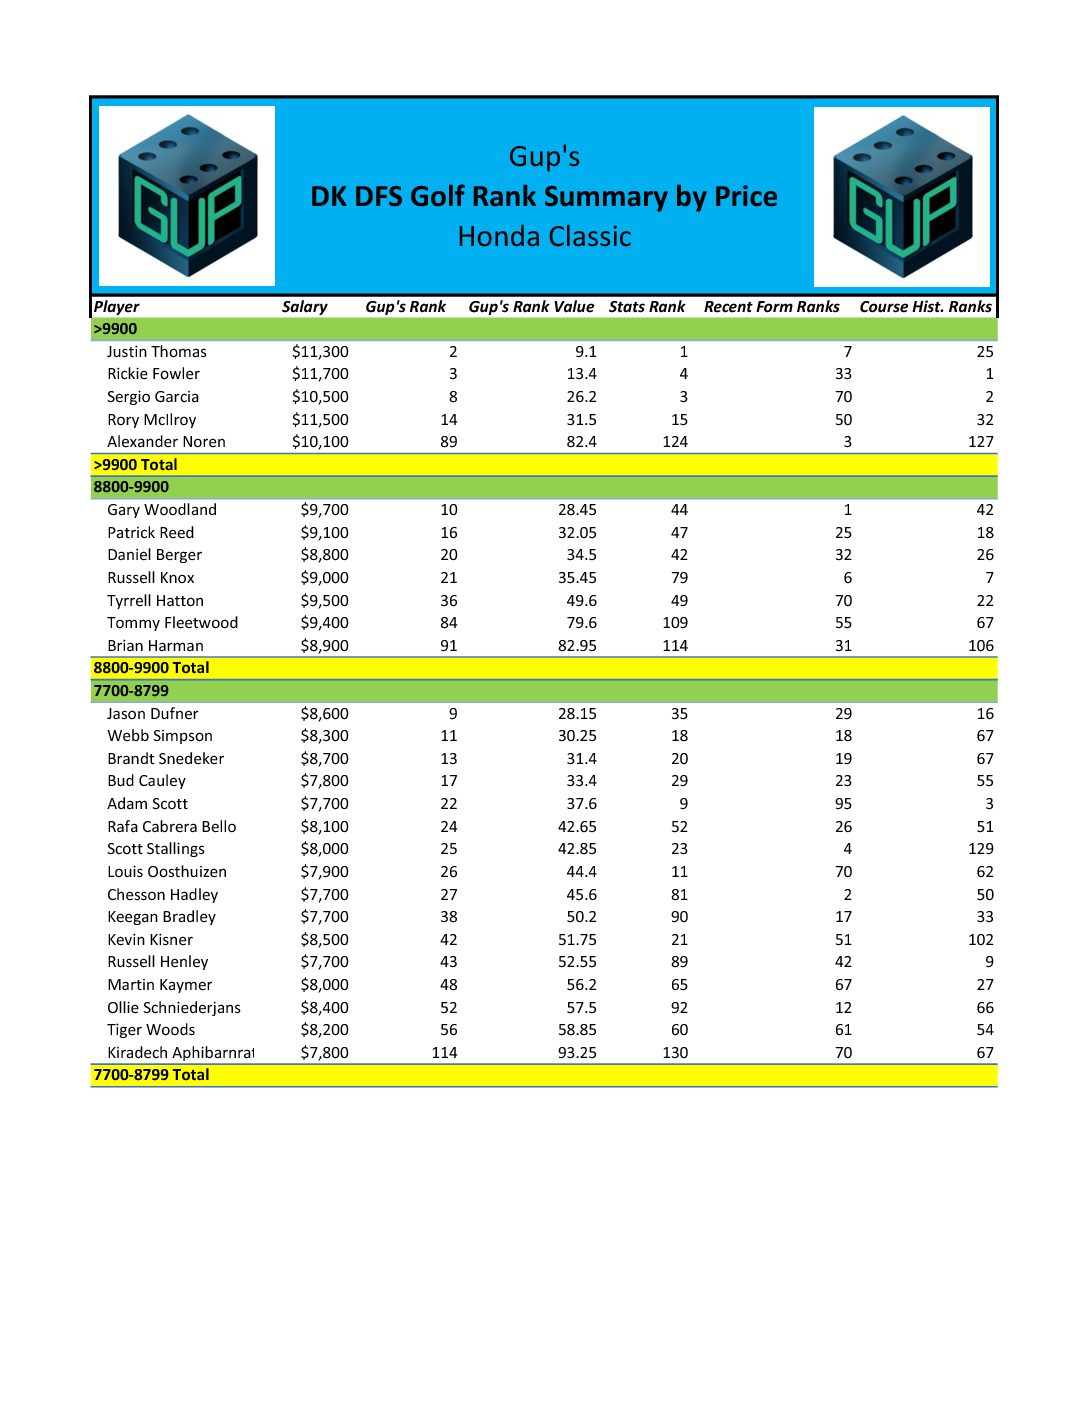 GUP
Gup's
DK DFS Golf Rank Summary by Price
Honda Classic
GUP
Player Salary Gup's Rank Gup's Rank Value Stats Rank Recent Form Ranks Course Hist. Ranks
>9900
Justin Thomas $11,300 2 9.1 1 7 25
Rickie Fowler $11,700 3 13.4 4 33 1
Sergio Garcia $10,500 8 26.2 3 70 2
Rory McIlroy $11,500 14 31.5 15 50 32
Alexander Noren $10,100 89 82.4 124 3 127
>9900 Total
8800-9900
Gary Woodland $9,700 10 28.45 44 1 42
Patrick Reed $9,100 16 32.05 47 25 18
Daniel Berger $8,800 20 34.5 42 32 26
Russell Knox $9,000 21 35.45 79 6 7
Tyrrell Hatton $9,500 36 49.6 49 70 22
Tommy Fleetwood $9,400 84 79.6 109 55 67
Brian Harman $8,900 91 82.95 114 31 106
8800-9900 Total
7700-8799
Jason Dufner $8,600 9 28.15 35 29 16
Webb Simpson $8,300 11 30.25 18 18 67
Brandt Snedeker $8,700 13 31.4 20 19 67
Bud Cauley $7,800 17 33.4 29 23 55
Adam Scott $7,700 22 37.6 9 95 3
Rafa Cabrera Bello $8,100 24 42.65 52 26 51
Scott Stallings $8,000 25 42.85 23 4 129
Louis Oosthuizen $7,900 26 44.4 11 70 62
Chesson Hadley $7,700 27 45.6 81 2 50
Keegan Bradley $7,700 38 50.2 90 17 33
Kevin Kisner $8,500 42 51.75 21 51 102
Russell Henley $7,700 43 52.55 89 42 9
Martin Kaymer $8,000 48 56.2 65 67 27
Ollie Schniederjans $8,400 52 57.5 92 12 66
Tiger Woods $8,200 56 58.85 60 61 54
Kiradech Aphibarnrat $7,800 114 93.25 130 70 67
7700-8799 Total